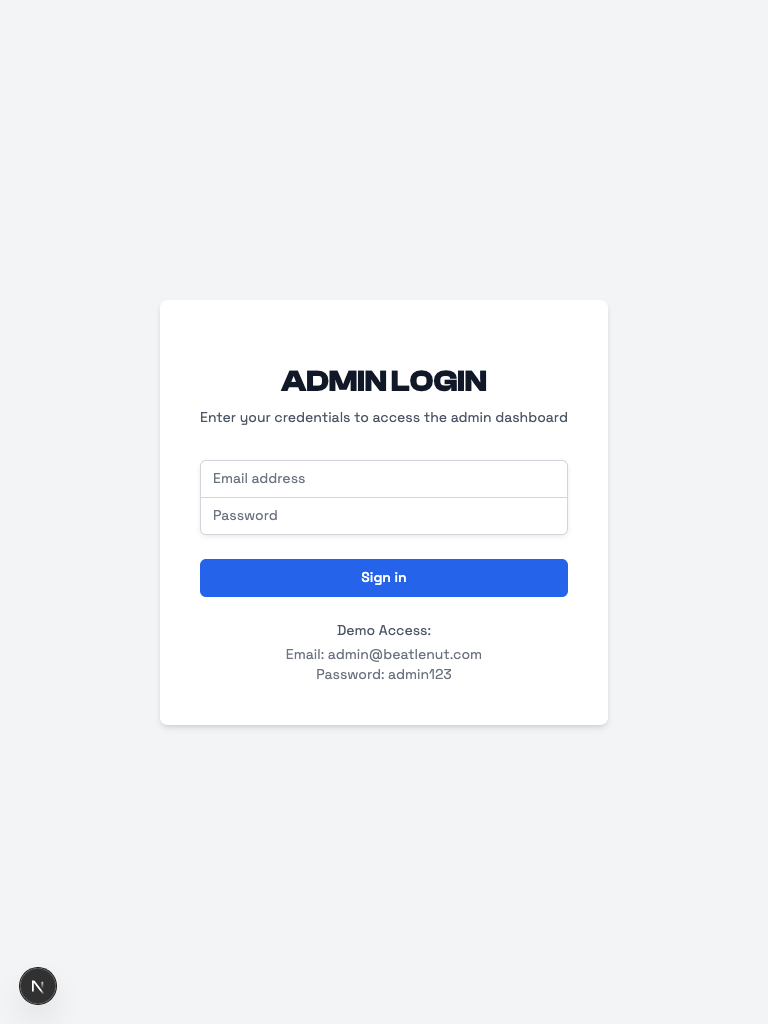 ADMIN LOGIN
Enter your credentials to access the admin dashboard
Email address
Password
Sign in
Demo Access:
Email: admin@beatlenut.com
Password: admin123
N